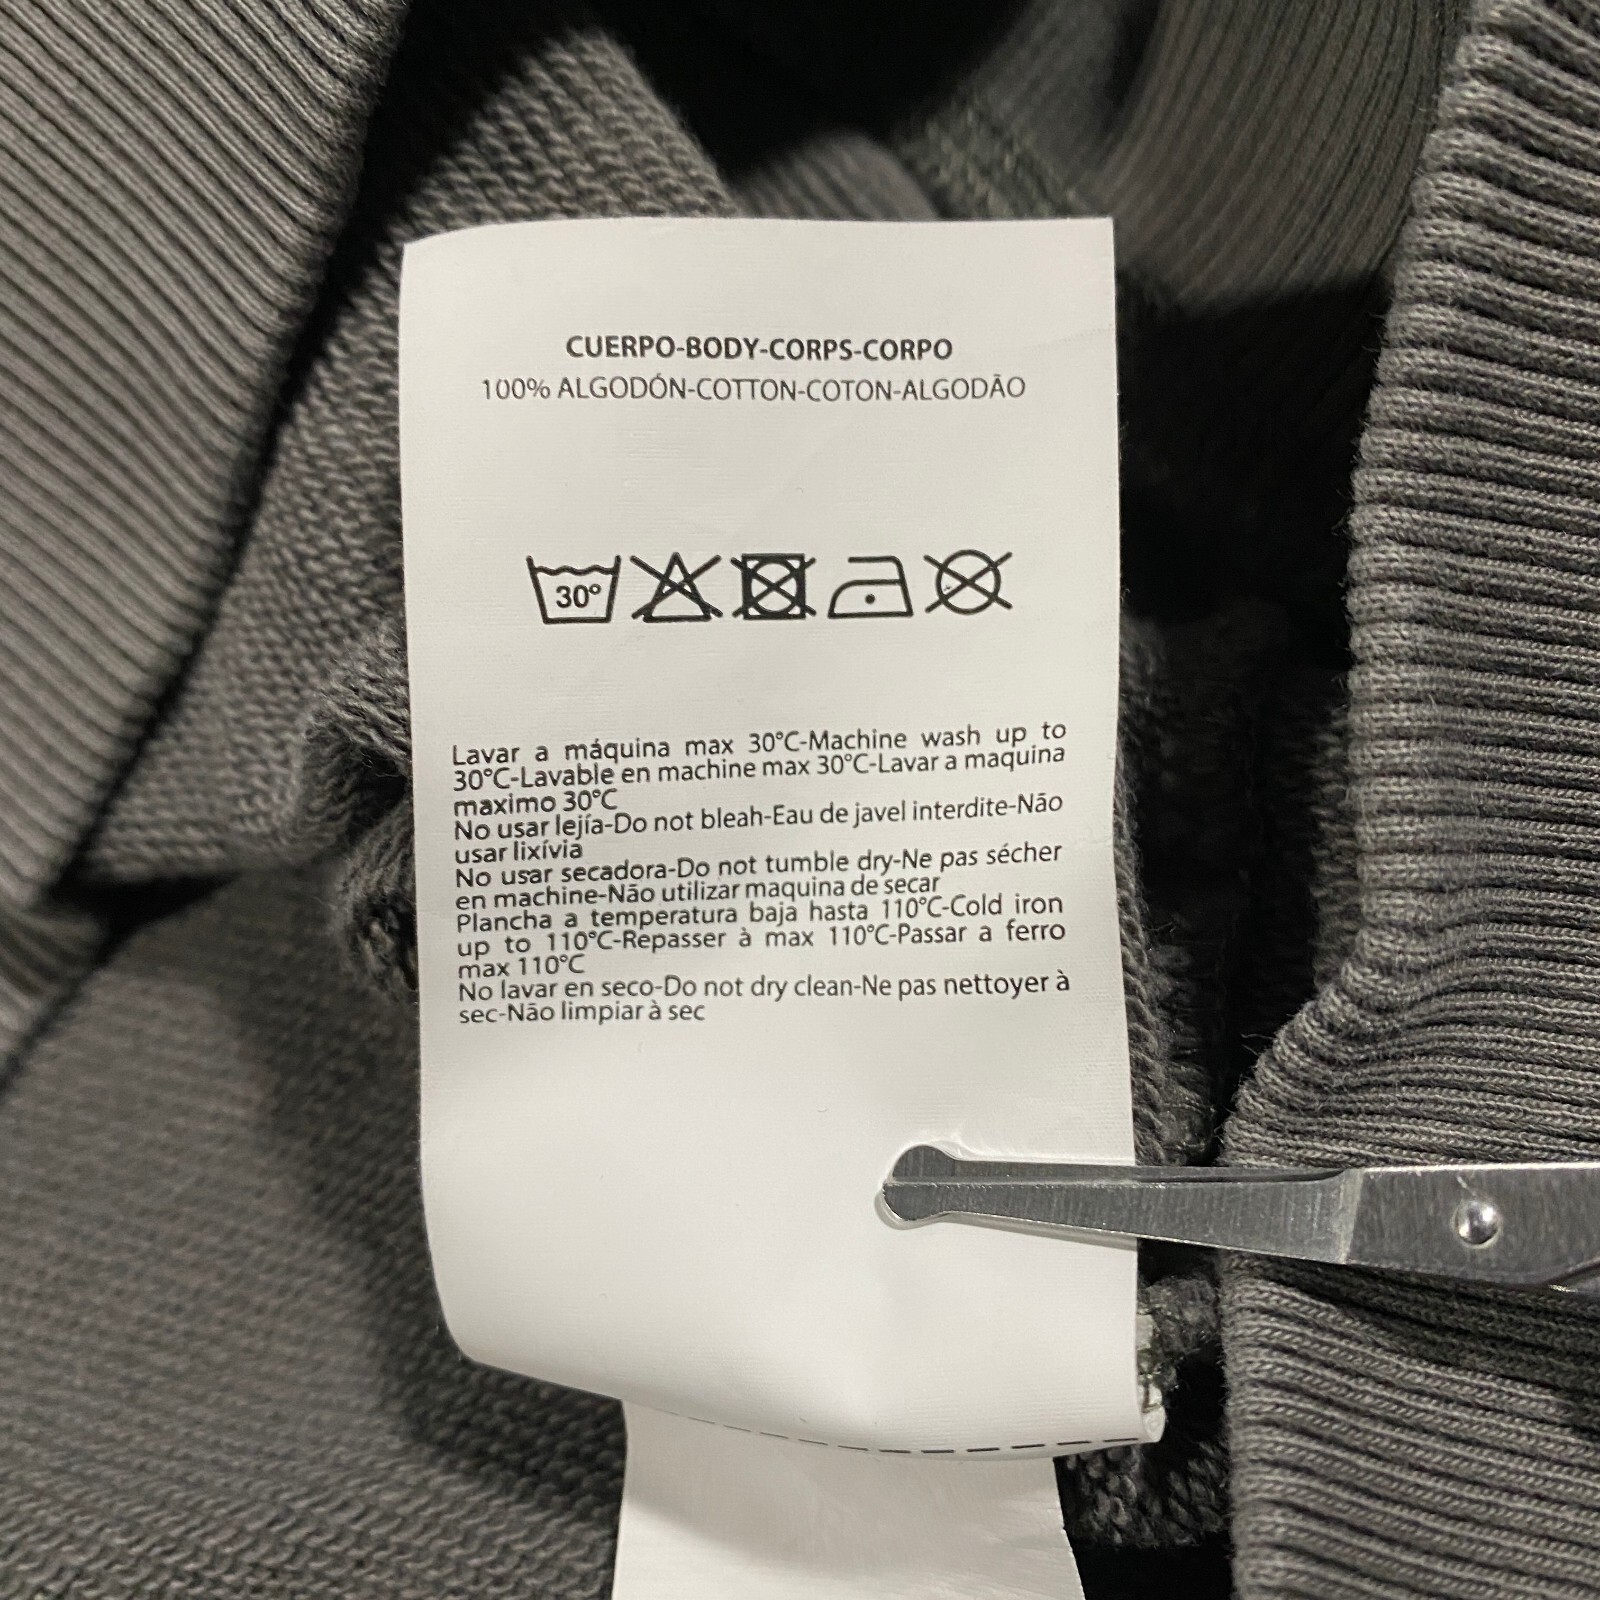 CUERPO-BODY-CORPS-CORPO
100% ALGODÓN-COTTON-COTON-ALGODÃO
30°
Lavar a máquina max 30°C-Machine wash up to
30°C-Lavable en machine max 30°C-Lavar a maquina
maximo 30°C
No usar lejía-Do not bleah-Eau de javel interdite-Não
usar lixívia
No usar secadora-Do not tumble dry-Ne pas sécher
en machine-Não utilizar maquina de secar
Plancha a temperatura baja hasta 110°C-Cold iron
up to 110°C-Repasser à max 110°C-Passar a ferro
max 110°C
No lavar en seco-Do not dry clean-Ne pas nettoyer à
sec-Não limpiar à sec